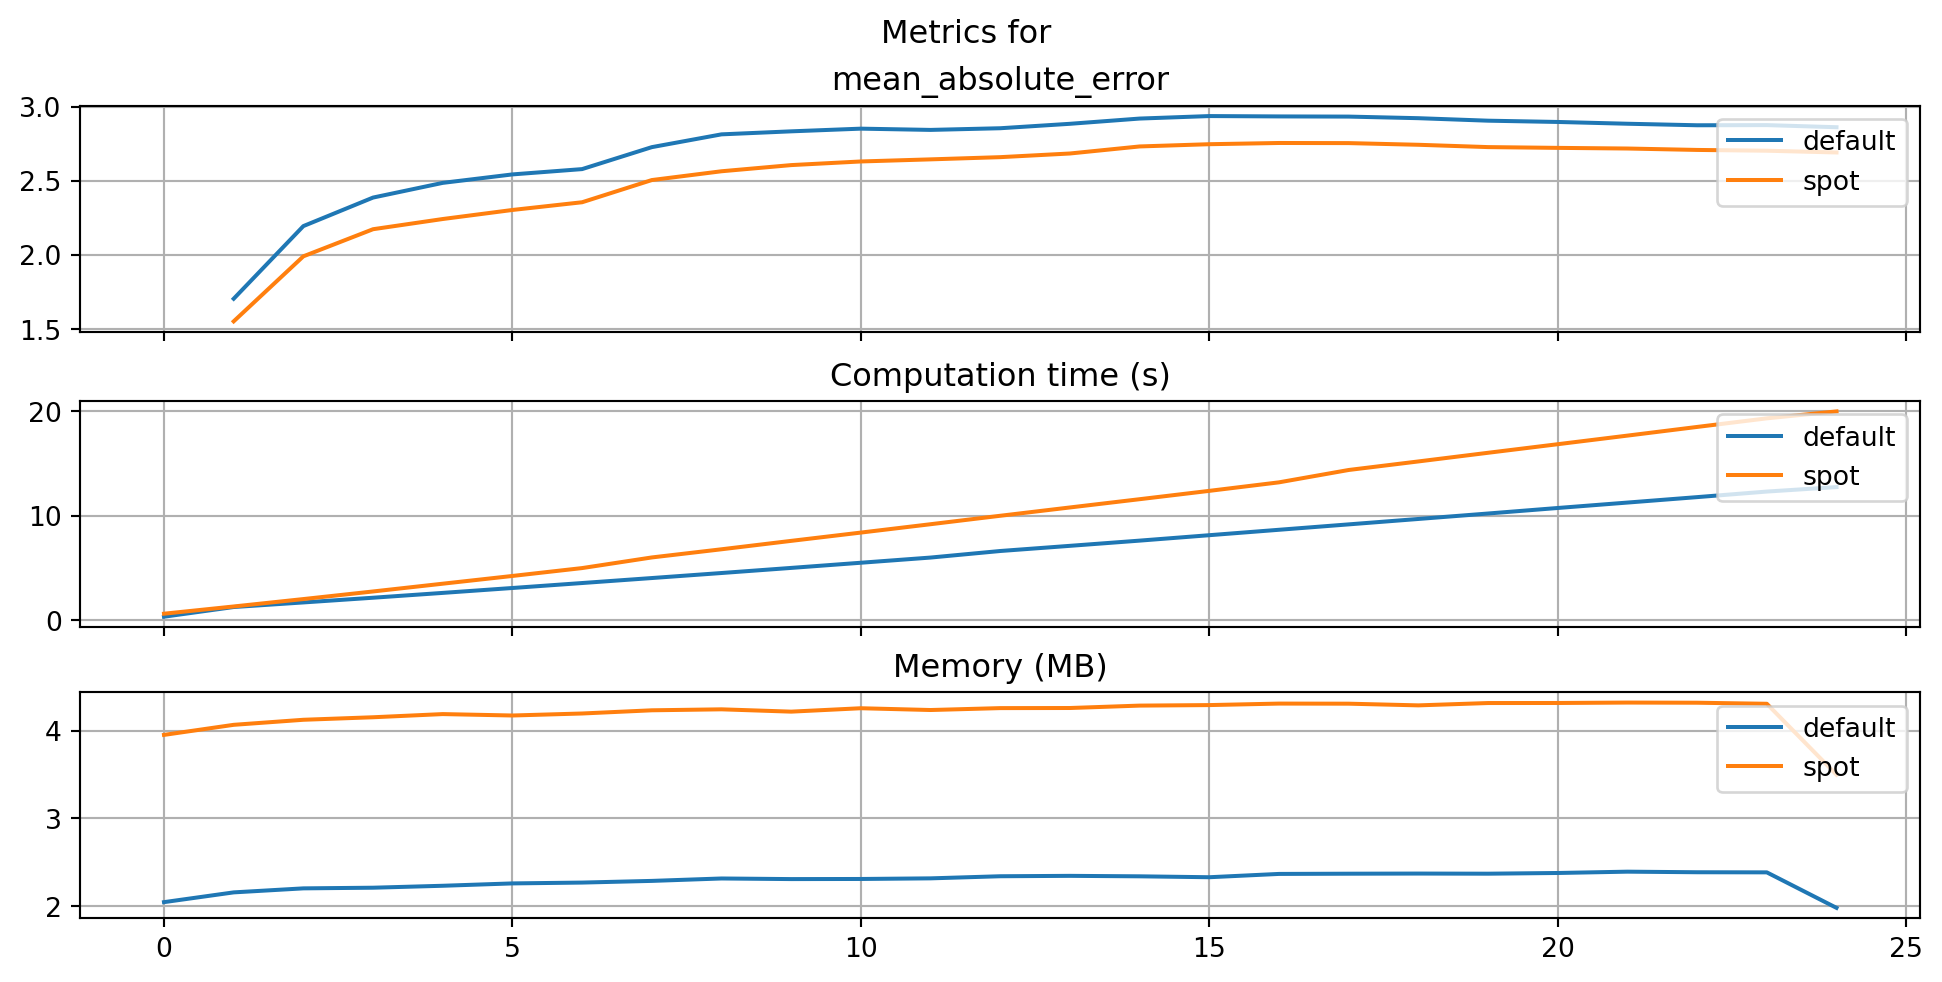 Metrics for
mean_absolute_error
3.0
2.5
2.0
1.5
default
spot
Computation time (s)
20
10
0
default
spot
Memory (MB)
4
3
2
default
spot
0 5 10 15 20 25